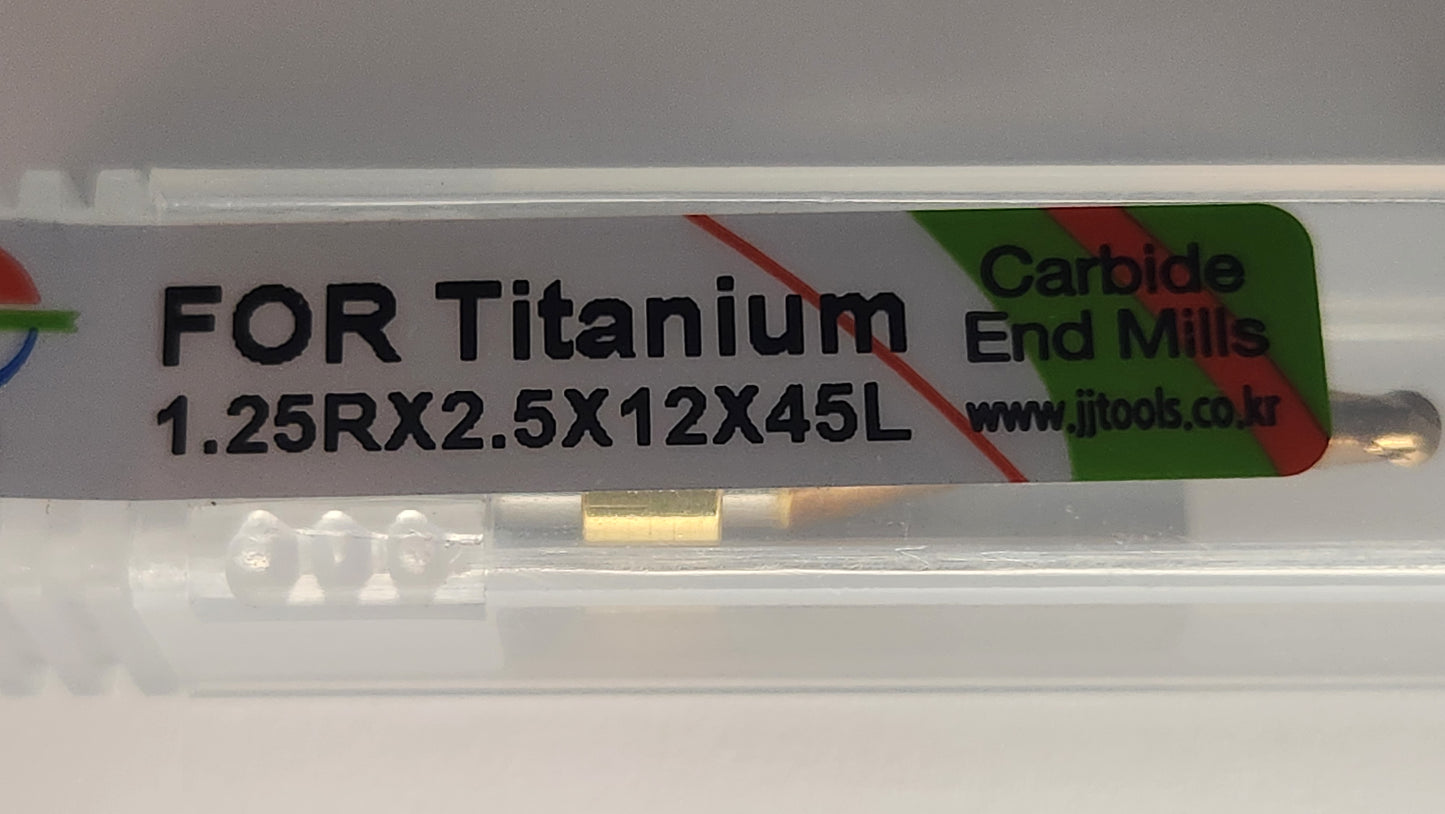 FOR Titanium
1.25RX2.5X12X45L
Carbide
End Mills
www.jjtools.co.kr